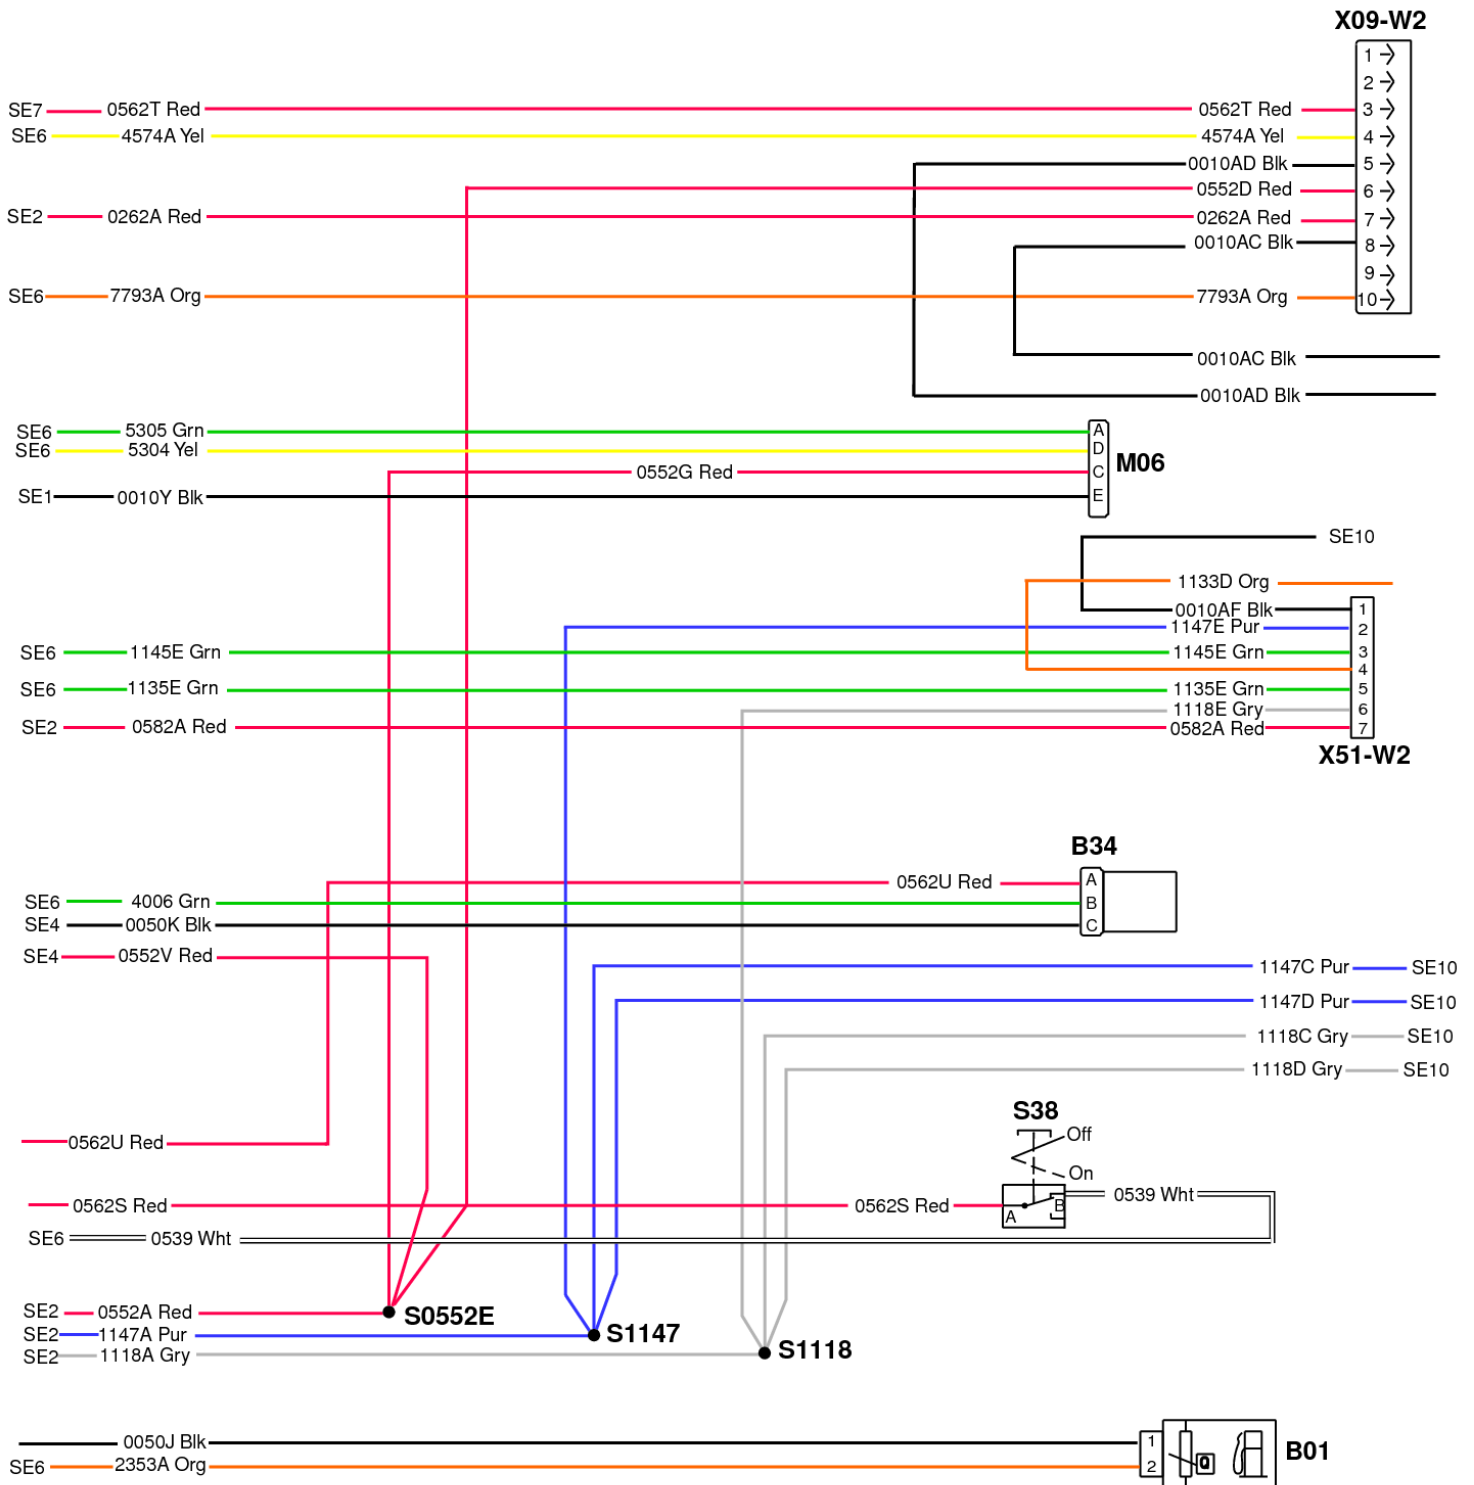 X09-W2
1
2
SE7 0562T Red 0562T Red 3
SE6 4574A Yel 4574A Yel 4
0010AD Blk 5
0552D Red 6
SE2 0262A Red 0262A Red 7
0010AC Blk 8
9
SE6 7793A Org 7793A Org 10
0010AC Blk
0010AD Blk
SE6 5305 Grn A
SE6 5304 Yel D
M06
0552G Red C
SE1 0010Y Blk E
SE10
1133D Org
0010AF Blk 1
1147E Pur 2
SE6 1145E Grn 1145E Grn 3
4
SE6 1135E Grn 1135E Grn 5
1118E Gry 6
SE2 0582A Red 0582A Red 7
X51-W2
B34
0562U Red A
SE6 4006 Grn B
SE4 0050K Blk C
SE4 0552V Red
1147C Pur SE10
1147D Pur SE10
1118C Gry SE10
1118D Gry SE10
S38
Off
0562U Red
On
0539 Wht
0562S Red 0562S Red A B
SE6 0539 Wht
SE2 0552A Red S0552E
SE2 1147A Pur S1147
SE2 1118A Gry S1118
0050J Blk 1
B01
SE6 2353A Org 2 Q